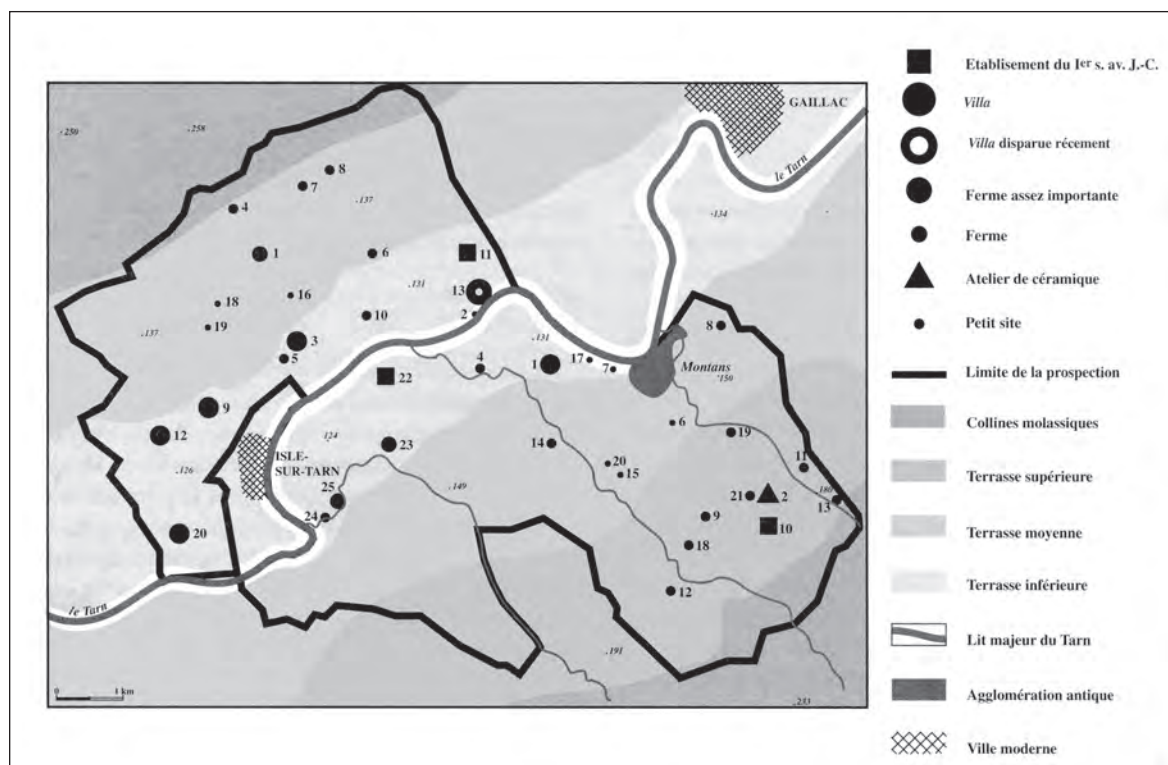 GAILLAC
.250
.258
le Tarn
8
7
.137
.134
4
1
6
11
.131
13
18
16
2
10
19
.137
3
5
.131
8
17
4
1
7
Montans
.150
22
9
6
12
.124
23
14
19
ISLE-
SUR-TARN
20
11
.126
15
.149
21
2
.180
13
25
24
9
10
20
18
12
le Tarn
.191
0
1 km
.233
Etablissement du Ier s. av. J.-C.
Villa
Villa disparue récement
Ferme assez importante
Ferme
Atelier de céramique
Petit site
Limite de la prospection
Collines molassiques
Terrasse supérieure
Terrasse moyenne
Terrasse inférieure
Lit majeur du Tarn
Agglomération antique
Ville moderne